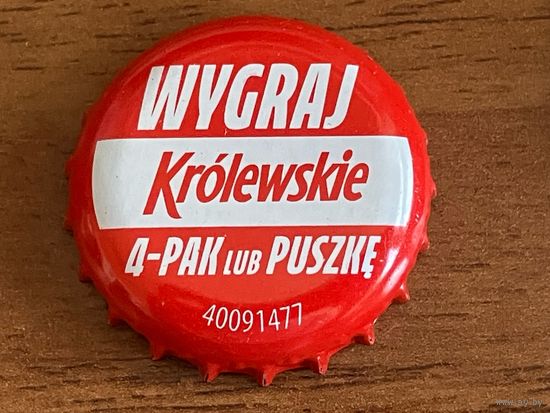 WYGRAJ
Królewskie
4-PAK LUB PUSZKĘ
40091477